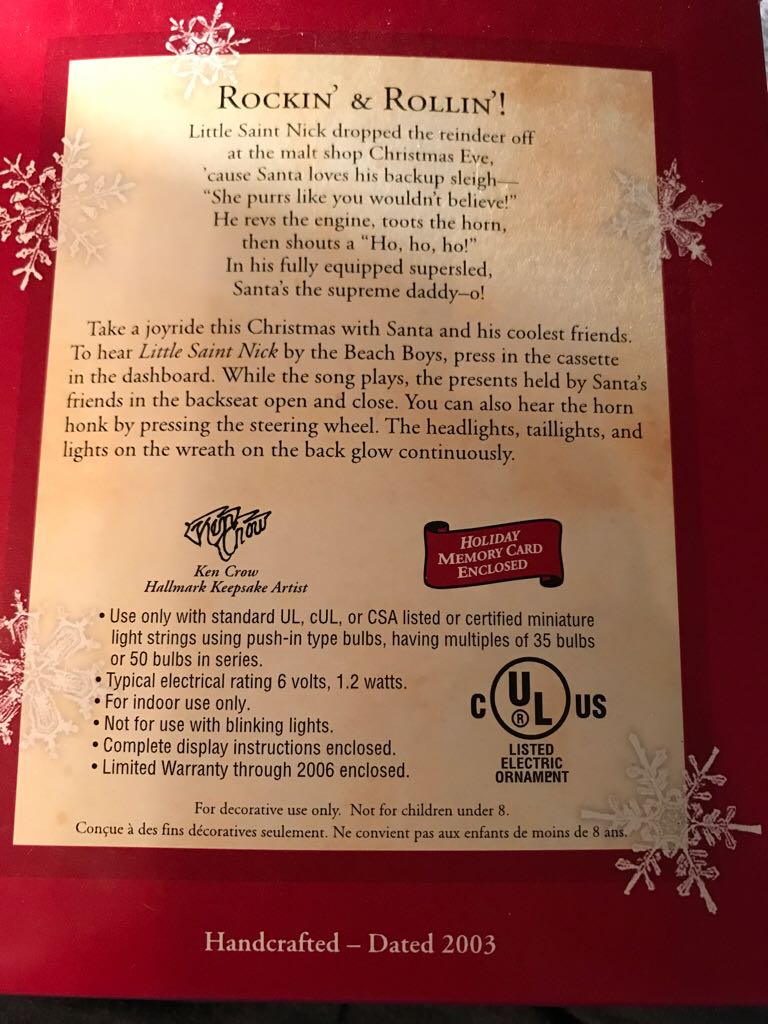 ROCKIN' & ROLLIN'!
Little Saint Nick dropped the reindeer off
at the malt shop Christmas Eve,
'cause Santa loves his backup sleigh—
"She purrs like you wouldn't believe!"
He revs the engine, toots the horn,
then shouts a "Ho, ho, ho!"
In his fully equipped supersled,
Santa's the supreme daddy–o!
Take a joyride this Christmas with Santa and his coolest friends.
To hear Little Saint Nick by the Beach Boys, press in the cassette
in the dashboard. While the song plays, the presents held by Santa's
friends in the backseat open and close. You can also hear the horn
honk by pressing the steering wheel. The headlights, taillights, and
lights on the wreath on the back glow continuously.
Ken Crow
Ken Crow
Hallmark Keepsake Artist
HOLIDAY
MEMORY CARD
ENCLOSED
• Use only with standard UL, cUL, or CSA listed or certified miniature
light strings using push-in type bulbs, having multiples of 35 bulbs
or 50 bulbs in series.
• Typical electrical rating 6 volts, 1.2 watts.
• For indoor use only.
• Not for use with blinking lights.
• Complete display instructions enclosed.
• Limited Warranty through 2006 enclosed.
C UL ® US
LISTED
ELECTRIC
ORNAMENT
For decorative use only. Not for children under 8.
Conçue à des fins décoratives seulement. Ne convient pas aux enfants de moins de 8 ans.
Handcrafted – Dated 2003